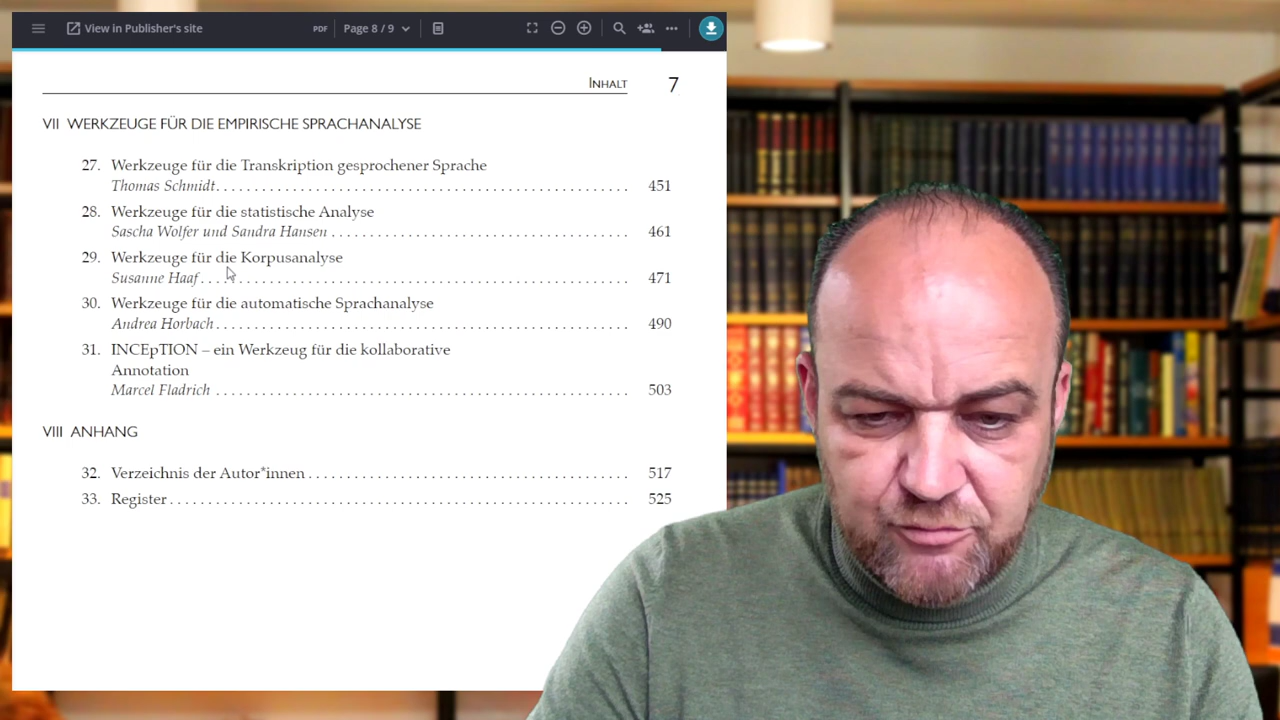 View in Publisher's site
PDF
Page 8 / 9
INHALT 7
VII WERKZEUGE FÜR DIE EMPIRISCHE SPRACHANALYSE
27. Werkzeuge für die Transkription gesprochener Sprache
Thomas Schmidt 451
28. Werkzeuge für die statistische Analyse
Sascha Wolfer und Sandra Hansen 461
29. Werkzeuge für die Korpusanalyse
Susanne Haaf 471
30. Werkzeuge für die automatische Sprachanalyse
Andrea Horbach 490
31. INCEpTION – ein Werkzeug für die kollaborative
Annotation
Marcel Fladrich 503
VIII ANHANG
32. Verzeichnis der Autor*innen 517
33. Register 525